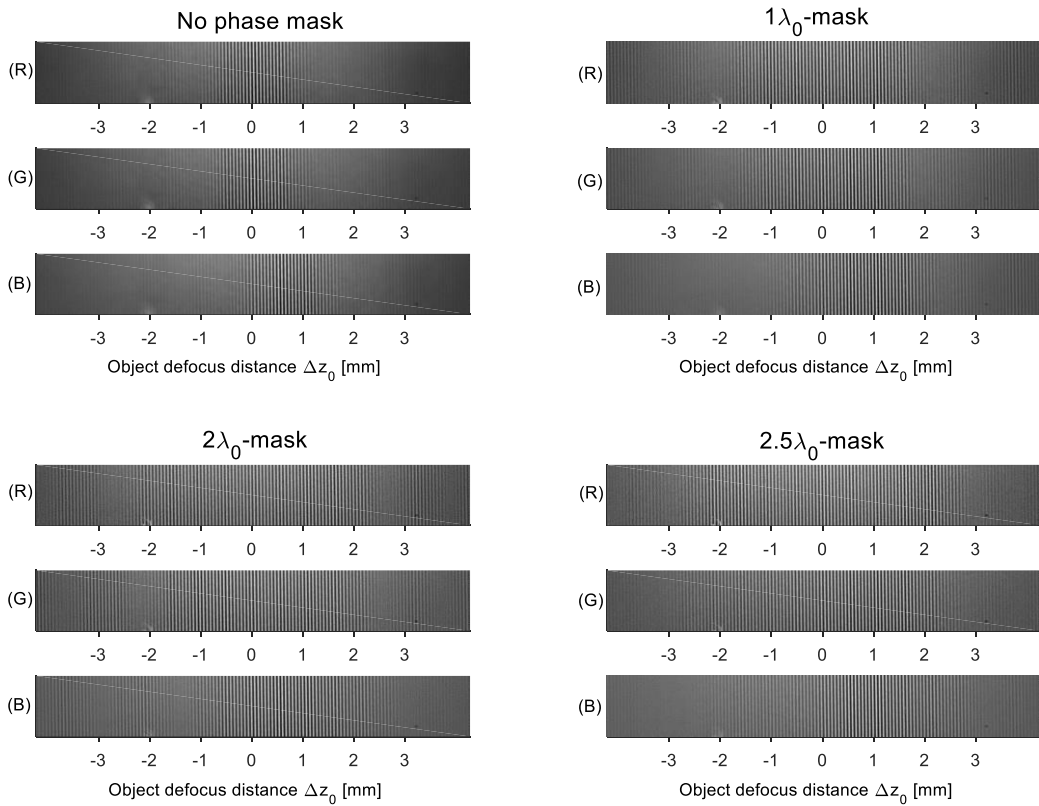 No phase mask
(R)
-3 -2 -1 0 1 2 3
(G)
-3 -2 -1 0 1 2 3
(B)
-3 -2 -1 0 1 2 3
Object defocus distance Δz₀ [mm]
1λ₀-mask
(R)
-3 -2 -1 0 1 2 3
(G)
-3 -2 -1 0 1 2 3
(B)
-3 -2 -1 0 1 2 3
Object defocus distance Δz₀ [mm]
2λ₀-mask
(R)
-3 -2 -1 0 1 2 3
(G)
-3 -2 -1 0 1 2 3
(B)
-3 -2 -1 0 1 2 3
Object defocus distance Δz₀ [mm]
2.5λ₀-mask
(R)
-3 -2 -1 0 1 2 3
(G)
-3 -2 -1 0 1 2 3
(B)
-3 -2 -1 0 1 2 3
Object defocus distance Δz₀ [mm]